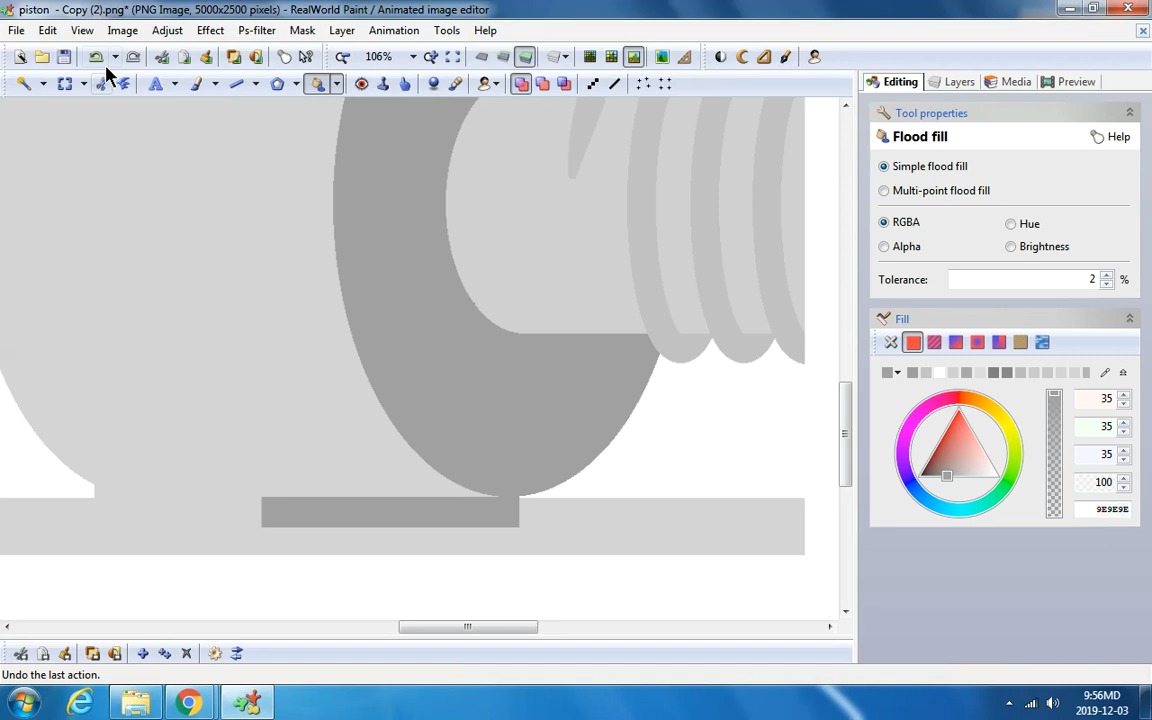 piston - Copy (2).png* (PNG Image, 5000x2500 pixels) - RealWorld Paint / Animated image editor
File Edit View Image Adjust Effect Ps-filter Mask Layer Animation Tools Help
106%
Editing Layers Media Preview
Tool properties
Flood fill Help
Simple flood fill
Multi-point flood fill
RGBA Hue
Alpha Brightness
Tolerance: 2 %
Fill
35
35
35
100
9E9E9E
Undo the last action.
9:56MD
2019-12-03